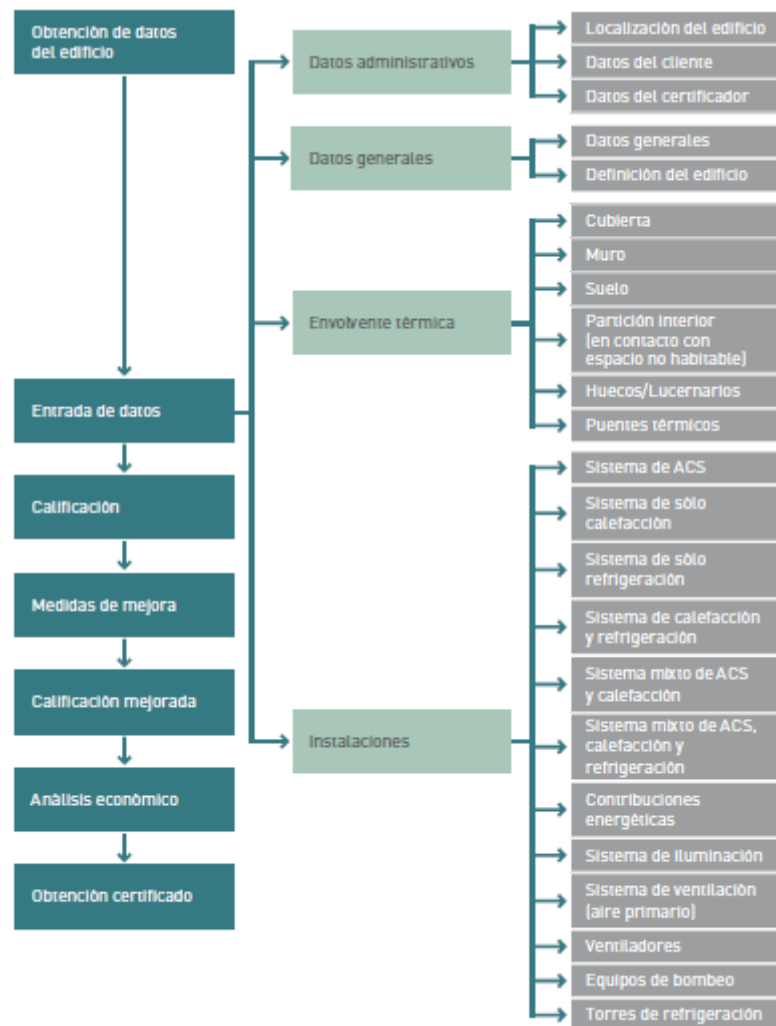 Obtención de datos
del edificio
Entrada de datos
Calificación
Medidas de mejora
Calificación mejorada
Análisis económico
Obtención certificado
Datos administrativos
Localización del edificio
Datos del cliente
Datos del certificador
Datos generales
Datos generales
Definición del edificio
Envolvente térmica
Cubierta
Muro
Suelo
Partición interior
(en contacto con
espacio no habitable)
Huecos/Lucernarios
Puentes térmicos
Instalaciones
Sistema de ACS
Sistema de sólo
calefacción
Sistema de sólo
refrigeración
Sistema de calefacción
y refrigeración
Sistema mixto de ACS
y calefacción
Sistema mixto de ACS,
calefacción y
refrigeración
Contribuciones
energéticas
Sistema de iluminación
Sistema de ventilación
(aire primario)
Ventiladores
Equipos de bombeo
Torres de refrigeración